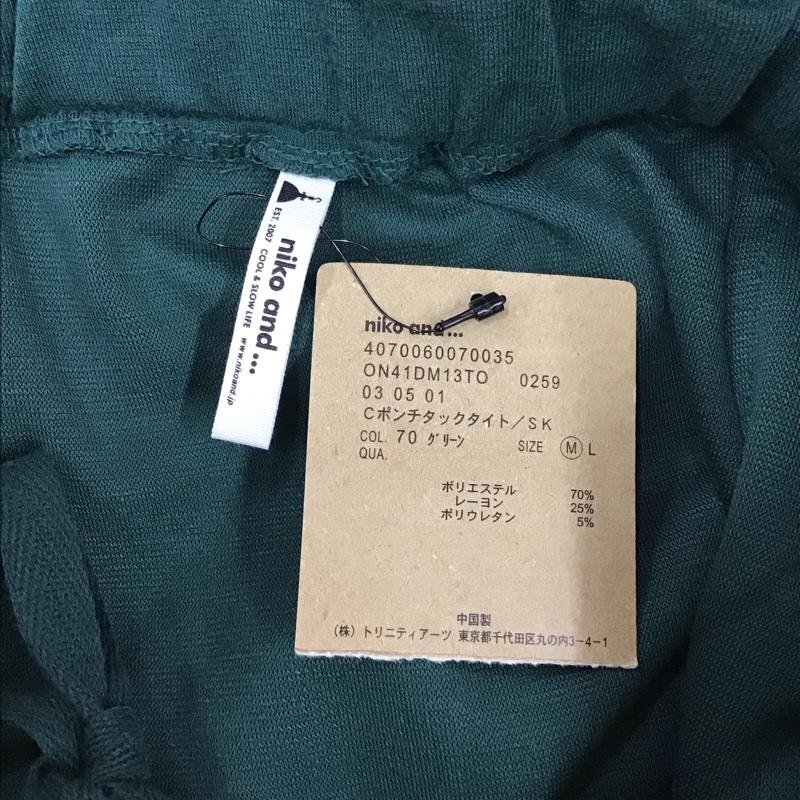 niko and...
EST. 2007 COOL & SLOW LIFE www.nikoand.jp
niko and...
4070060070035
ON41DM13TO 0259
03 05 01
Cポンチタックタイト／SK
COL. 70 グリーン SIZE M L
QUA.
ポリエステル 70%
レーヨン 25%
ポリウレタン 5%
中国製
（株）トリニティアーツ 東京都千代田区丸の内3-4-1